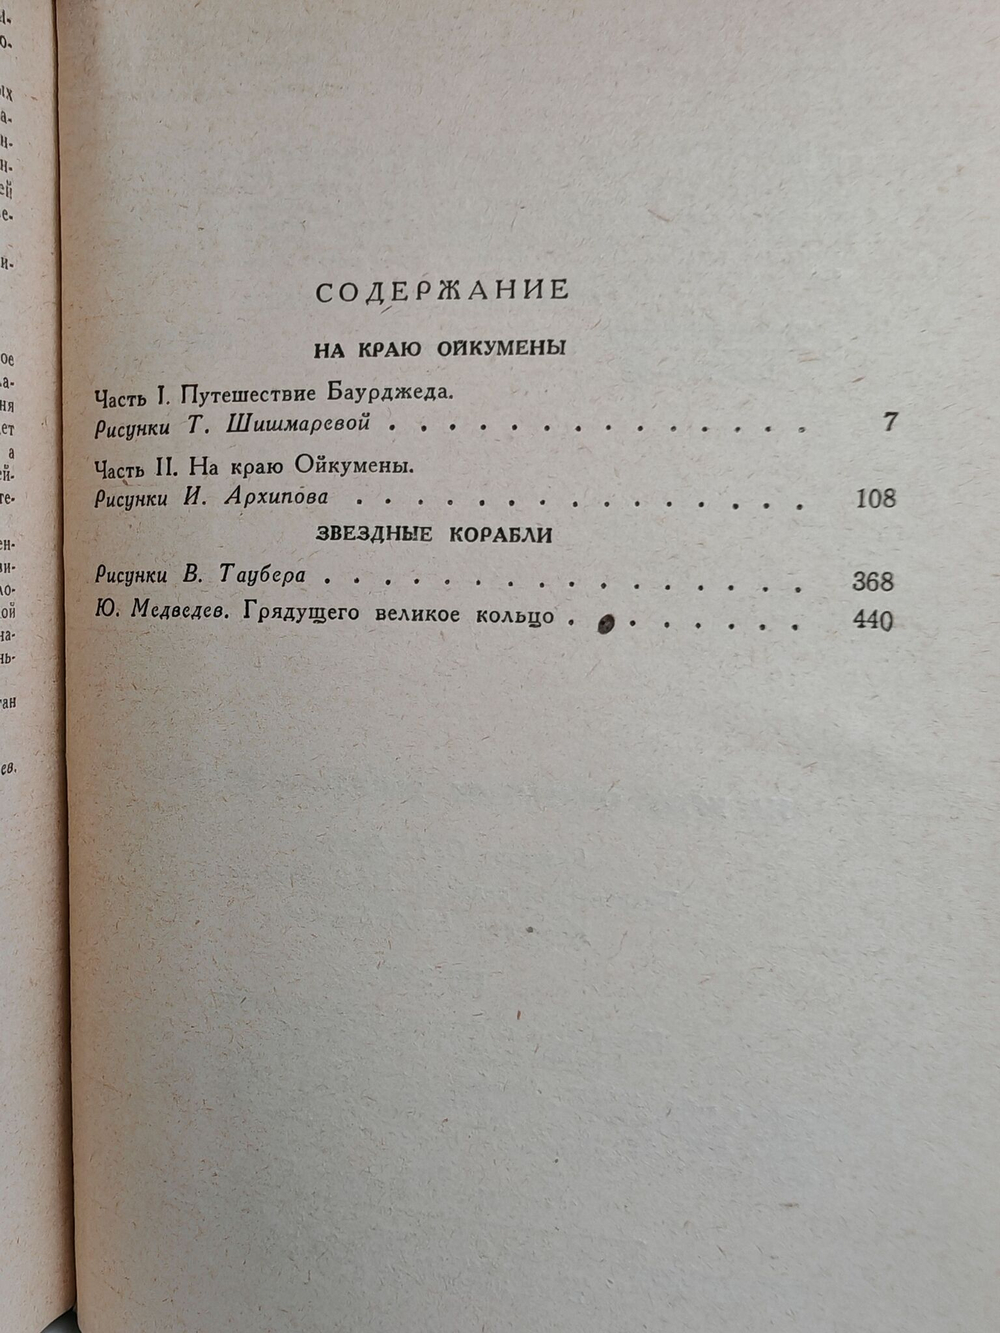 СОДЕРЖАНИЕ
НА КРАЮ ОЙКУМЕНЫ
Часть I. Путешествие Баурджеда.
Рисунки Т. Шишмаревой . . . . . . . . . . . . . . 7
Часть II. На краю Ойкумены.
Рисунки И. Архипова . . . . . . . . . . . . . . . 108
ЗВЕЗДНЫЕ КОРАБЛИ
Рисунки В. Таубера . . . . . . . . . . . . . . . . 368
Ю. Медведев. Грядущего великое кольцо . . . . . . . . 440